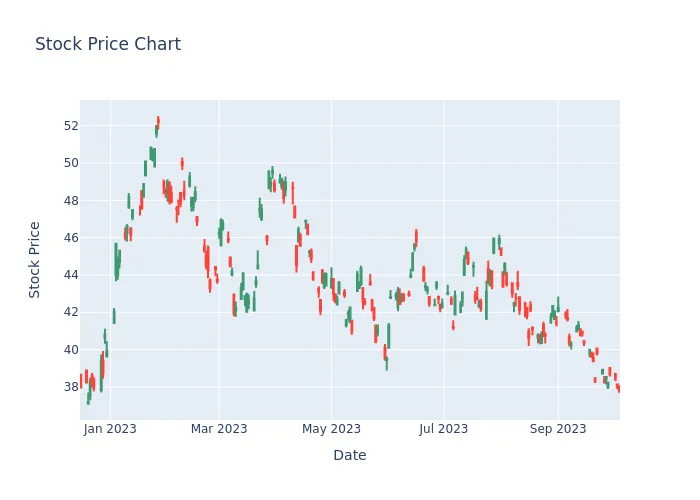 Stock Price Chart
52
50
48
46
44
42
40
38
Stock Price
Jan 2023
Mar 2023
May 2023
Jul 2023
Sep 2023
Date